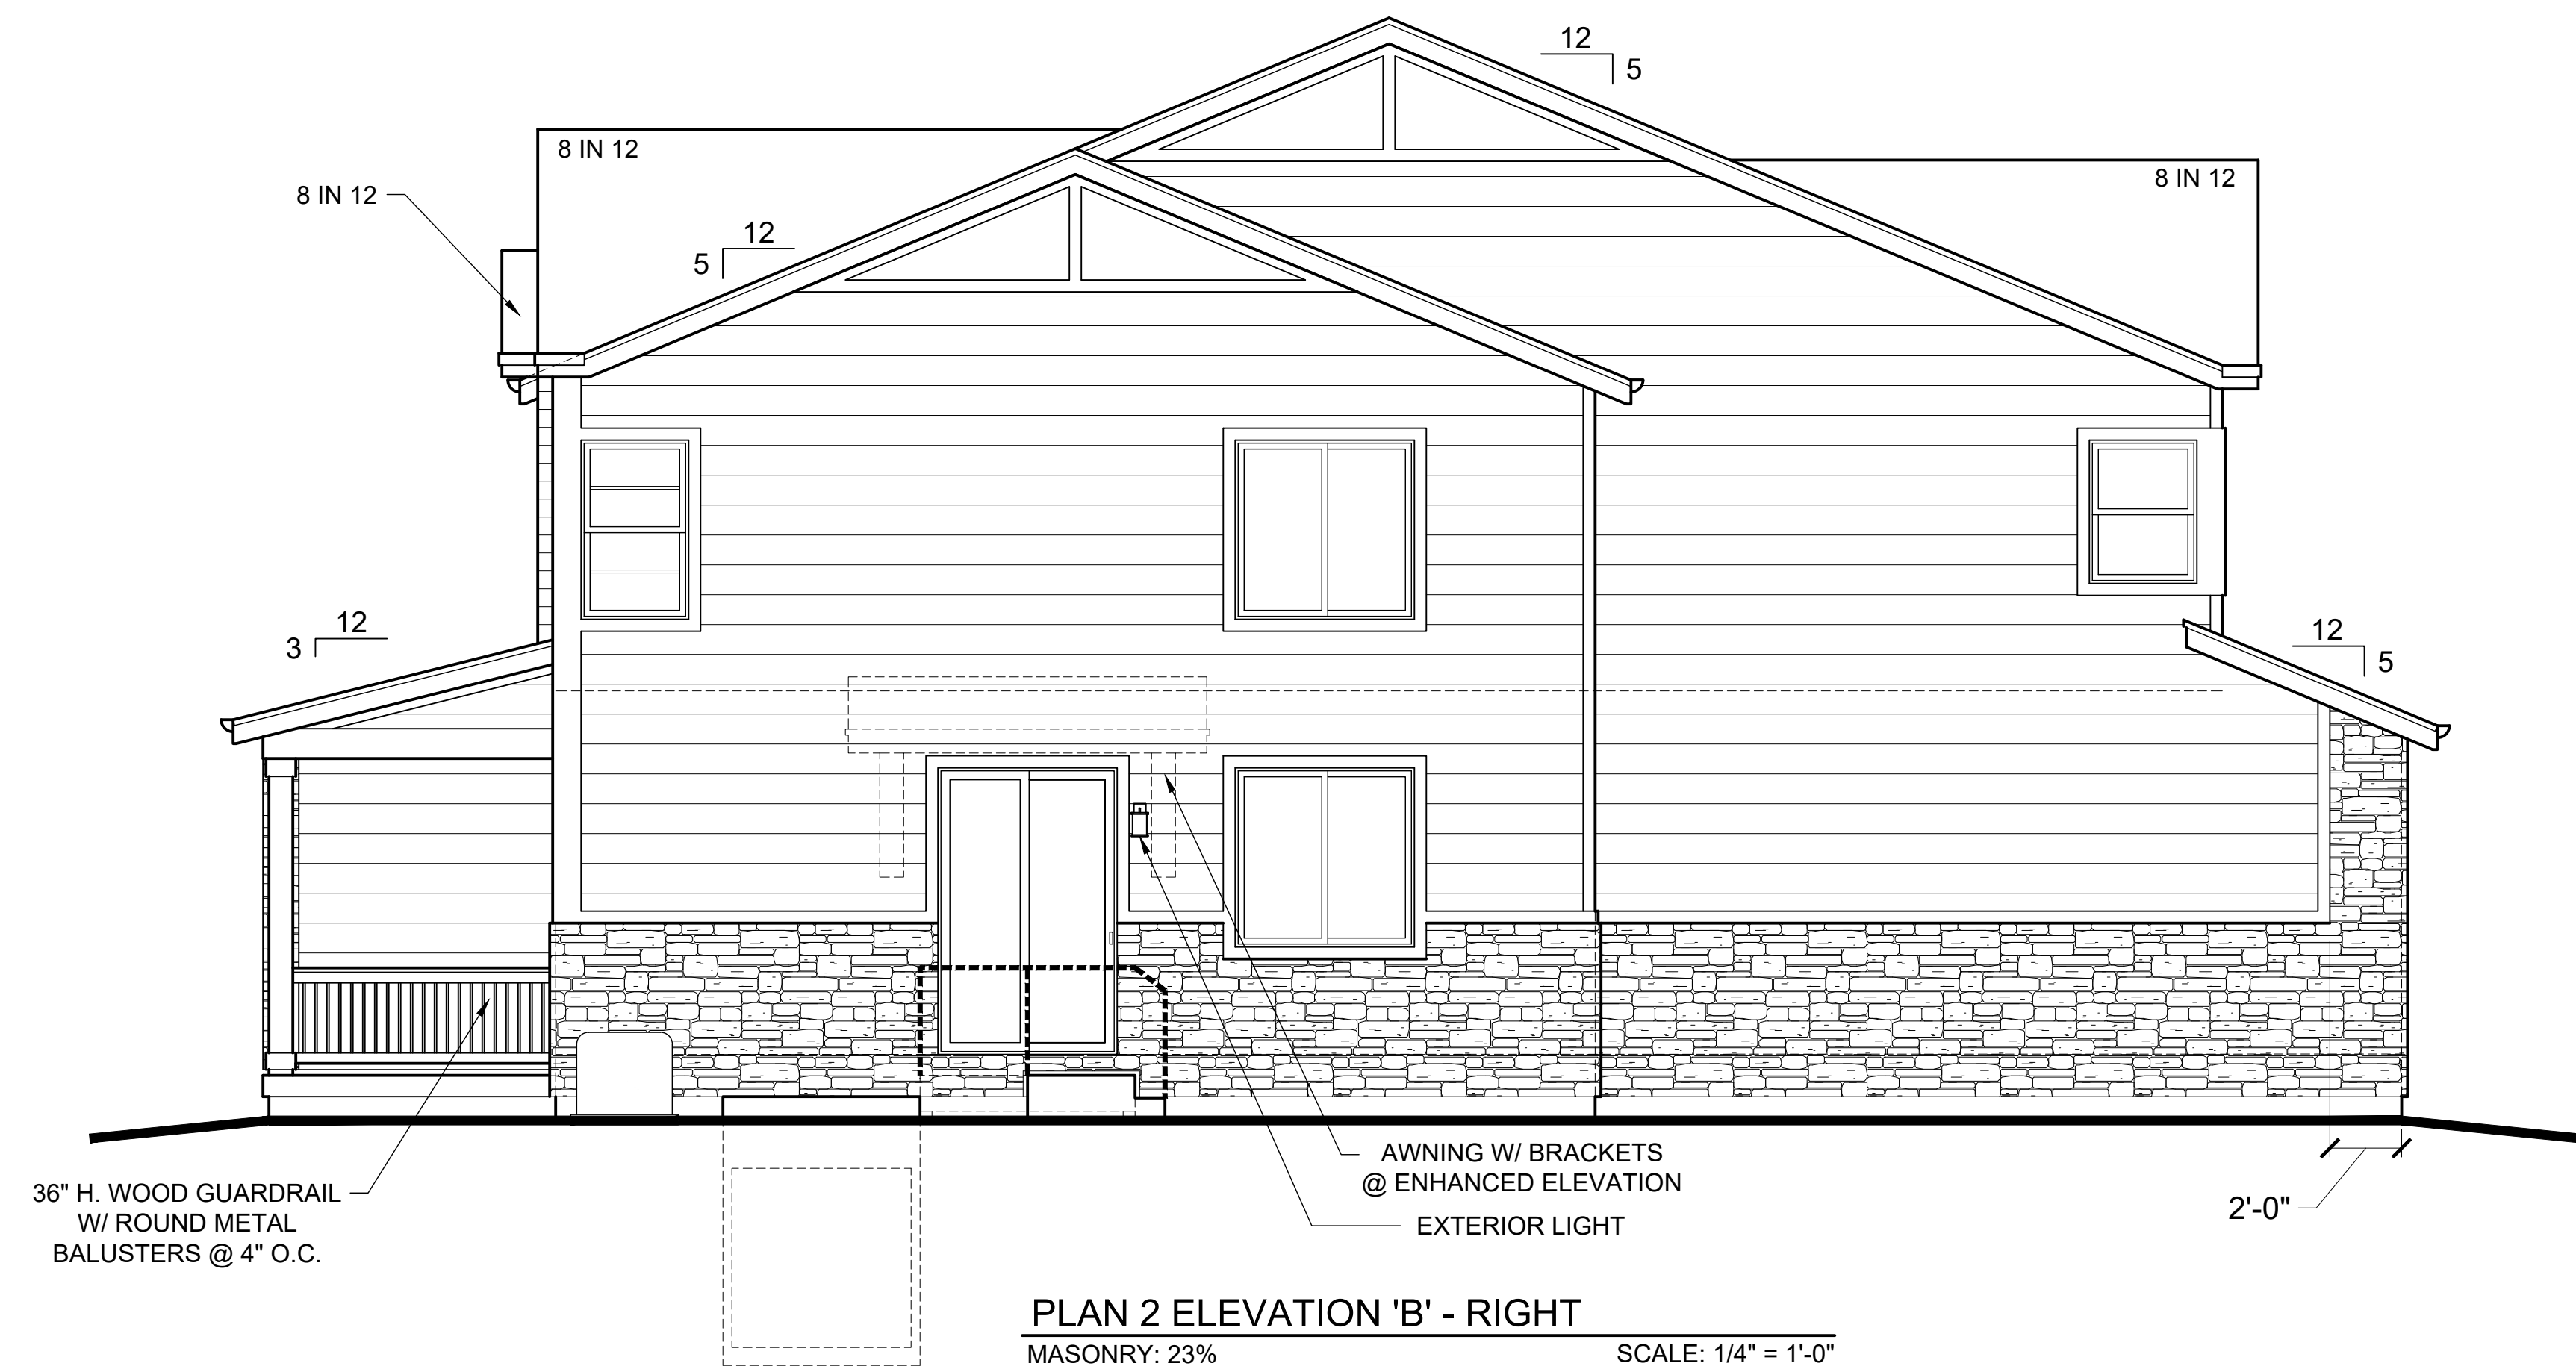 12
5
8 IN 12
8 IN 12
8 IN 12
12
5
12
3
12
5
AWNING W/ BRACKETS
@ ENHANCED ELEVATION
36" H. WOOD GUARDRAIL
W/ ROUND METAL
BALUSTERS @ 4" O.C.
2'-0"
EXTERIOR LIGHT
PLAN 2 ELEVATION 'B' - RIGHT
MASONRY: 23%
SCALE: 1/4" = 1'-0"